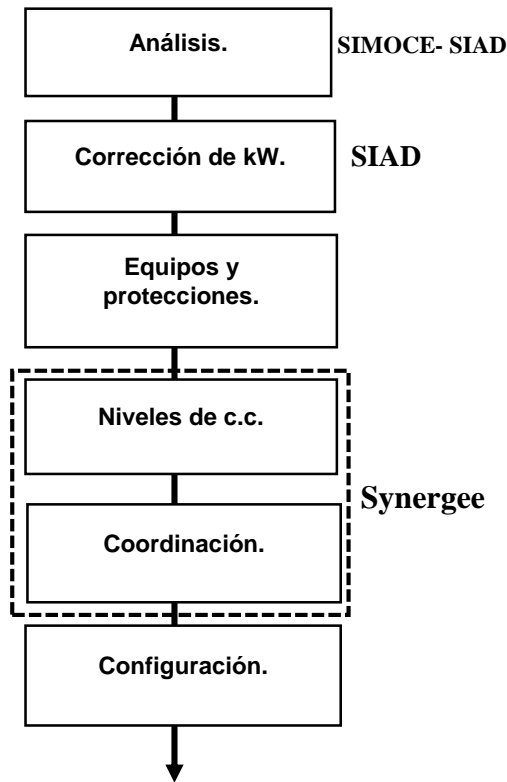 Análisis.
SIMOCE- SIAD
Corrección de kW.
SIAD
Equipos y
protecciones.
Niveles de c.c.
Synergee
Coordinación.
Configuración.